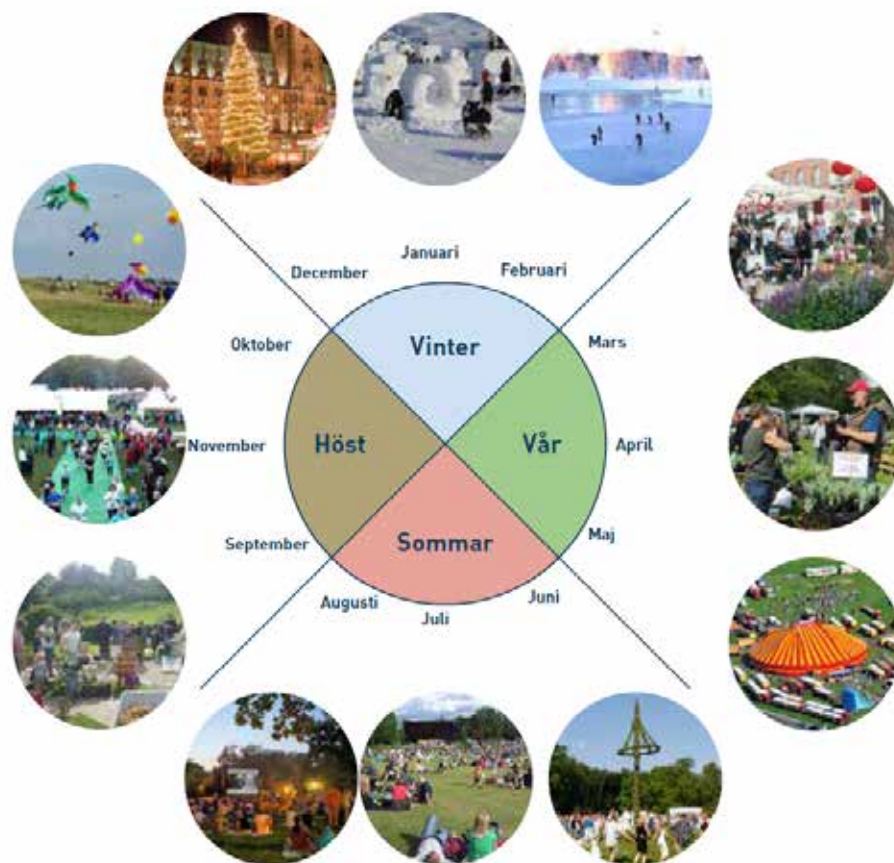 Januari
December
Februari
Oktober
Vinter
Mars
November
Höst
Vår
April
September
Sommar
Maj
Augusti
Juli
Juni